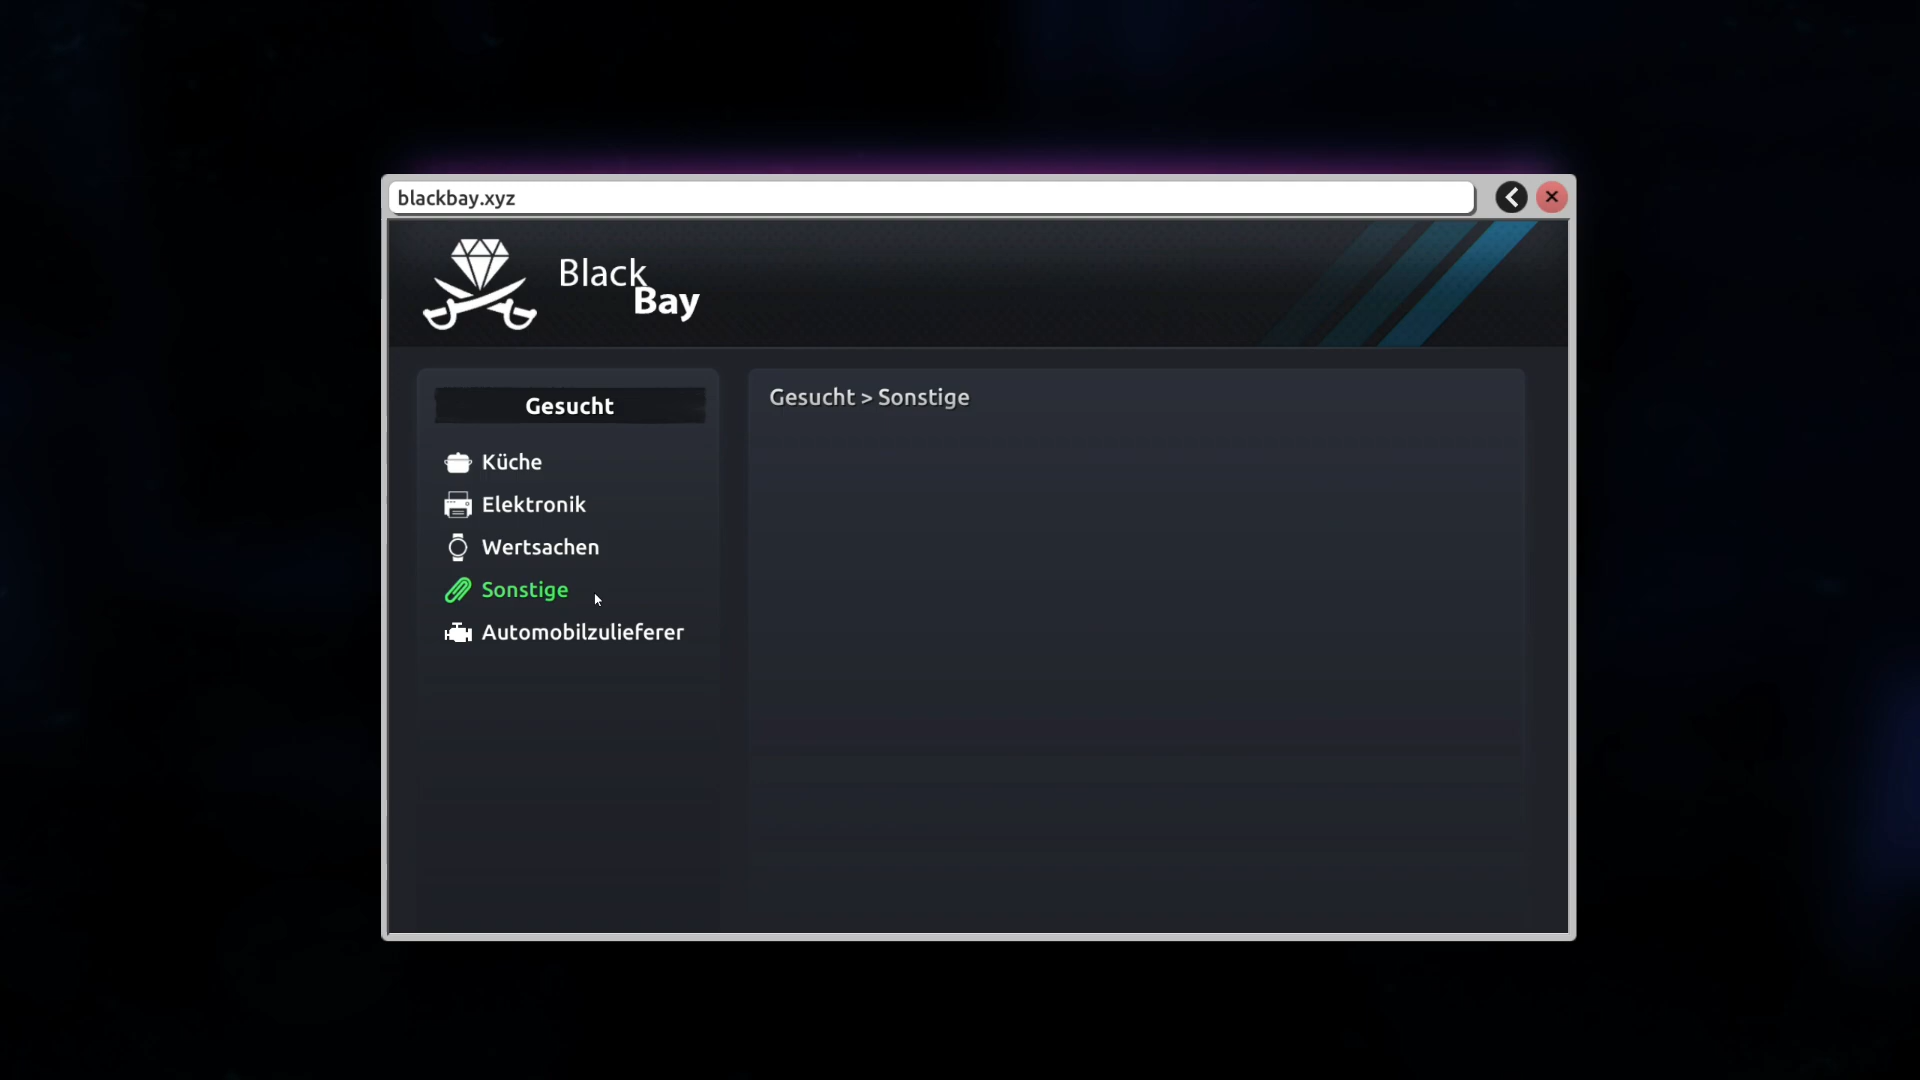 blackbay.xyz
Black
Bay
Gesucht
Küche
Elektronik
Wertsachen
Sonstige
Automobilzulieferer
Gesucht > Sonstige